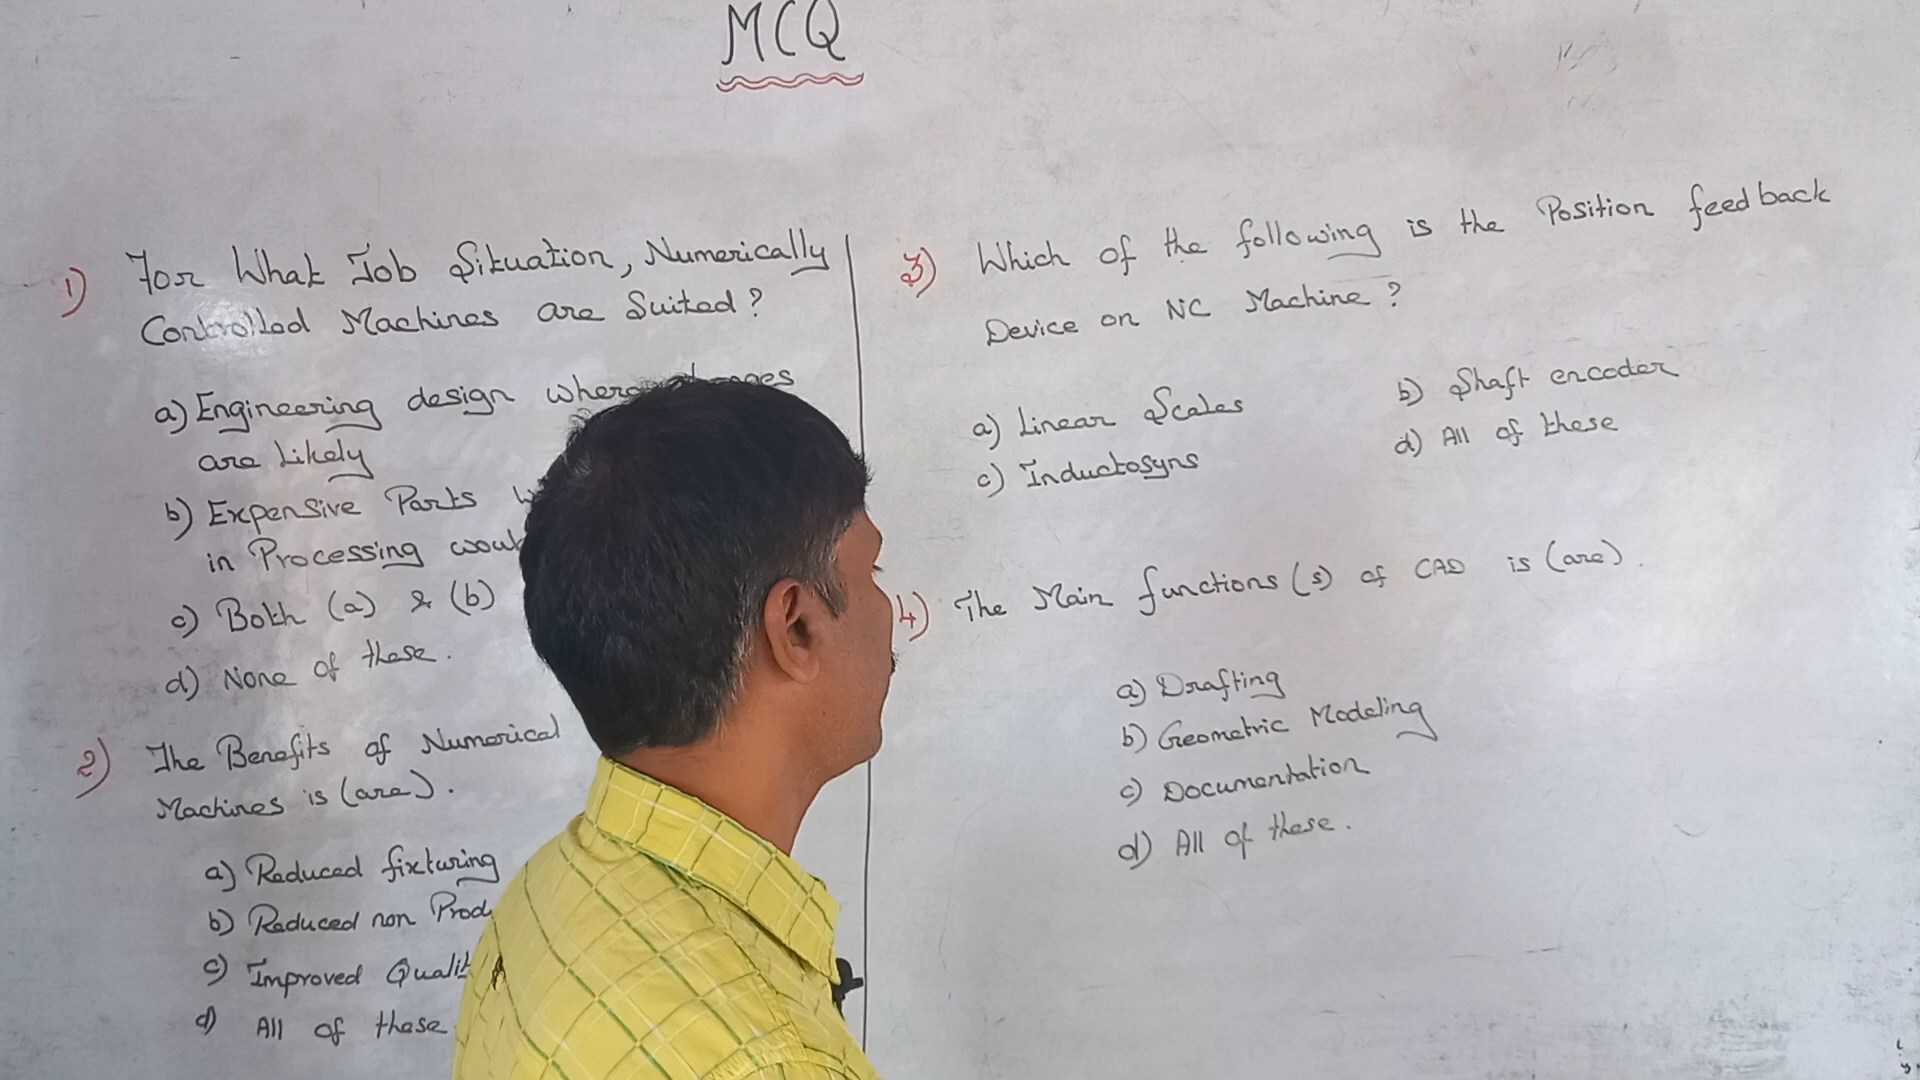 MCQ
1) For What Job Situation, Numerically
Controlled Machines are Suited?
a) Engineering design where
are Likely
b) Expensive Parts
in Processing
c) Both (a) & (b)
d) None of these.
2) The Benefits of Numerical
Machines is (are).
a) Reduced fixturing
b) Reduced non
c) Improved
d) All of these
3) Which of the following is the Position feedback
Device on NC Machine?
a) Linear Scales b) Shaft encoder
c) Inductosyns d) All of these
4) The Main functions(s) of CAD is (are).
a) Drafting
b) Geometric Modeling
c) Documentation
d) All of these.